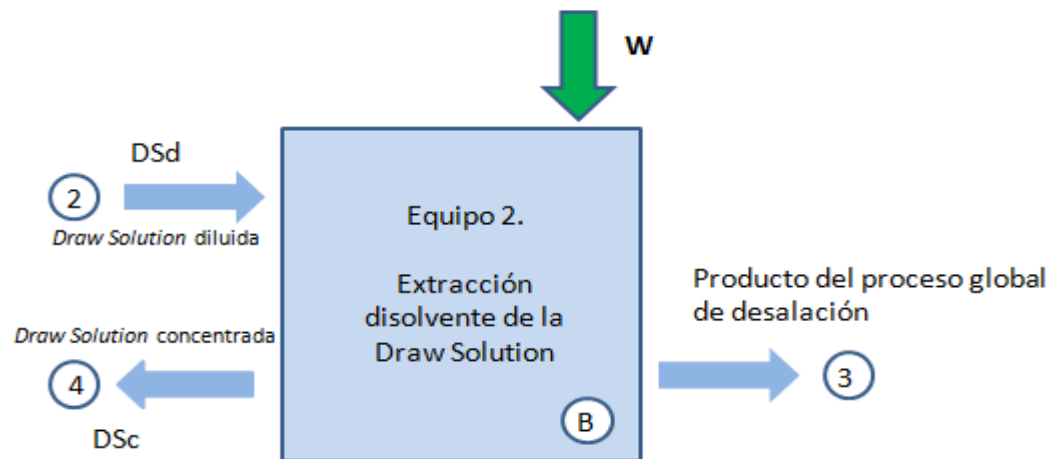 W
DSd
2
Draw Solution diluida
Equipo 2.
Extracción
disolvente de la
Draw Solution
Producto del proceso global
de desalación
Draw Solution concentrada
4
3
B
DSc